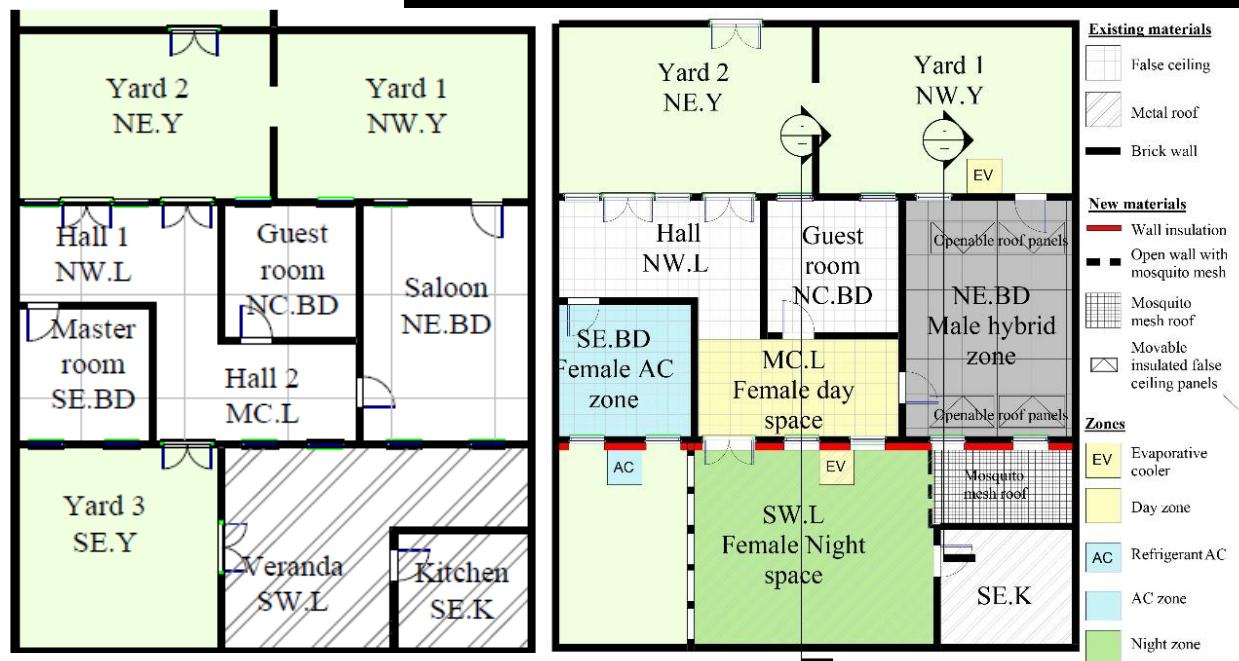 Yard 2
NE.Y
Yard 1
NW.Y
Hall 1
NW.L
Guest
room
NC.BD
Saloon
NE.BD
Master
room
SE.BD
Hall 2
MC.L
Yard 3
SE.Y
Veranda
SW.L
Kitchen
SE.K
Yard 2
NE.Y
Yard 1
NW.Y
EV
Hall
NW.L
Guest
room
NC.BD
Openable roof panels
NE.BD
Male hybrid
zone
Openable roof panels
SE.BD
Female AC
zone
MC.L
Female day
space
AC
EV
Mosquito
mesh roof
SW.L
Female Night
space
SE.K
Existing materials
False ceiling
Metal roof
Brick wall
New materials
Wall insulation
Open wall with
mosquito mesh
Mosquito
mesh roof
Movable
insulated false
ceiling panels
Zones
EV
Evaporative
cooler
Day zone
AC
Refrigerant AC
AC zone
Night zone